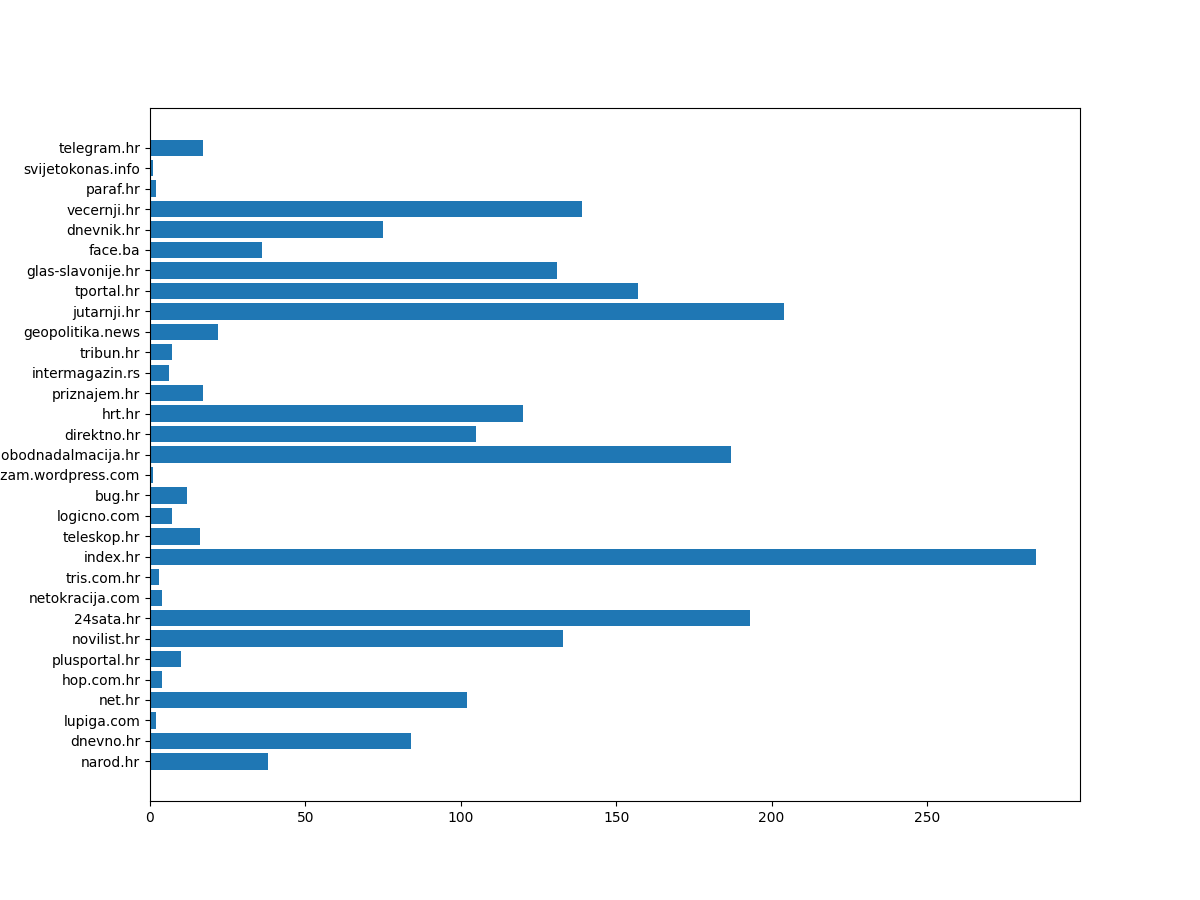 telegram.hr
svijetokonas.info
paraf.hr
vecernji.hr
dnevnik.hr
face.ba
glas-slavonije.hr
tportal.hr
jutarnji.hr
geopolitika.news
tribun.hr
intermagazin.rs
priznajem.hr
hrt.hr
direktno.hr
obodnadalmacija.hr
zam.wordpress.com
bug.hr
logicno.com
teleskop.hr
index.hr
tris.com.hr
netokracija.com
24sata.hr
novilist.hr
plusportal.hr
hop.com.hr
net.hr
lupiga.com
dnevno.hr
narod.hr
0 50 100 150 200 250